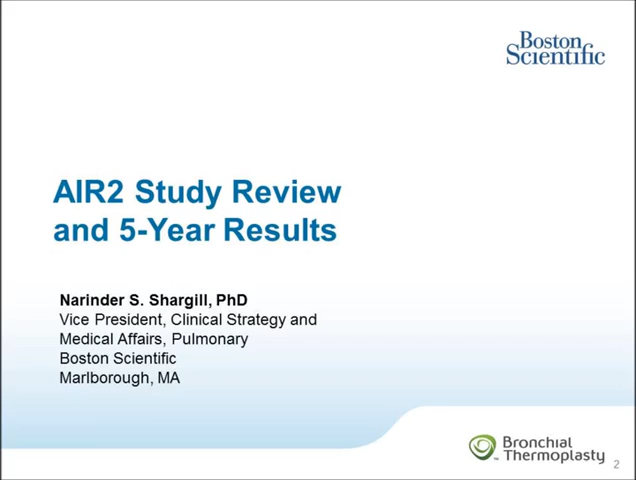 Boston
Scientific
AIR2 Study Review
and 5-Year Results
Narinder S. Shargill, PhD
Vice President, Clinical Strategy and
Medical Affairs, Pulmonary
Boston Scientific
Marlborough, MA
Bronchial
Thermoplasty
2